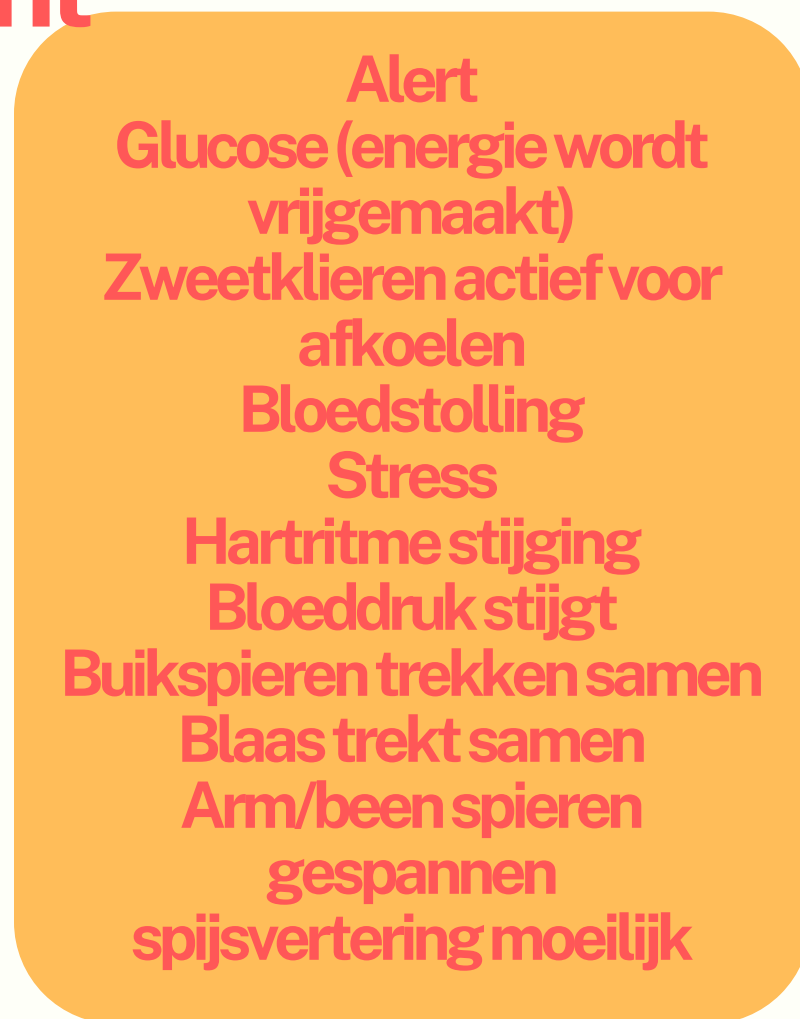 Alert
Glucose (energie wordt
vrijgemaakt)
Zweetklieren actief voor
afkoelen
Bloedstolling
Stress
Hartritme stijging
Bloeddruk stijgt
Buikspieren trekken samen
Blaas trekt samen
Arm/been spieren
gespannen
spijsvertering moeilijk